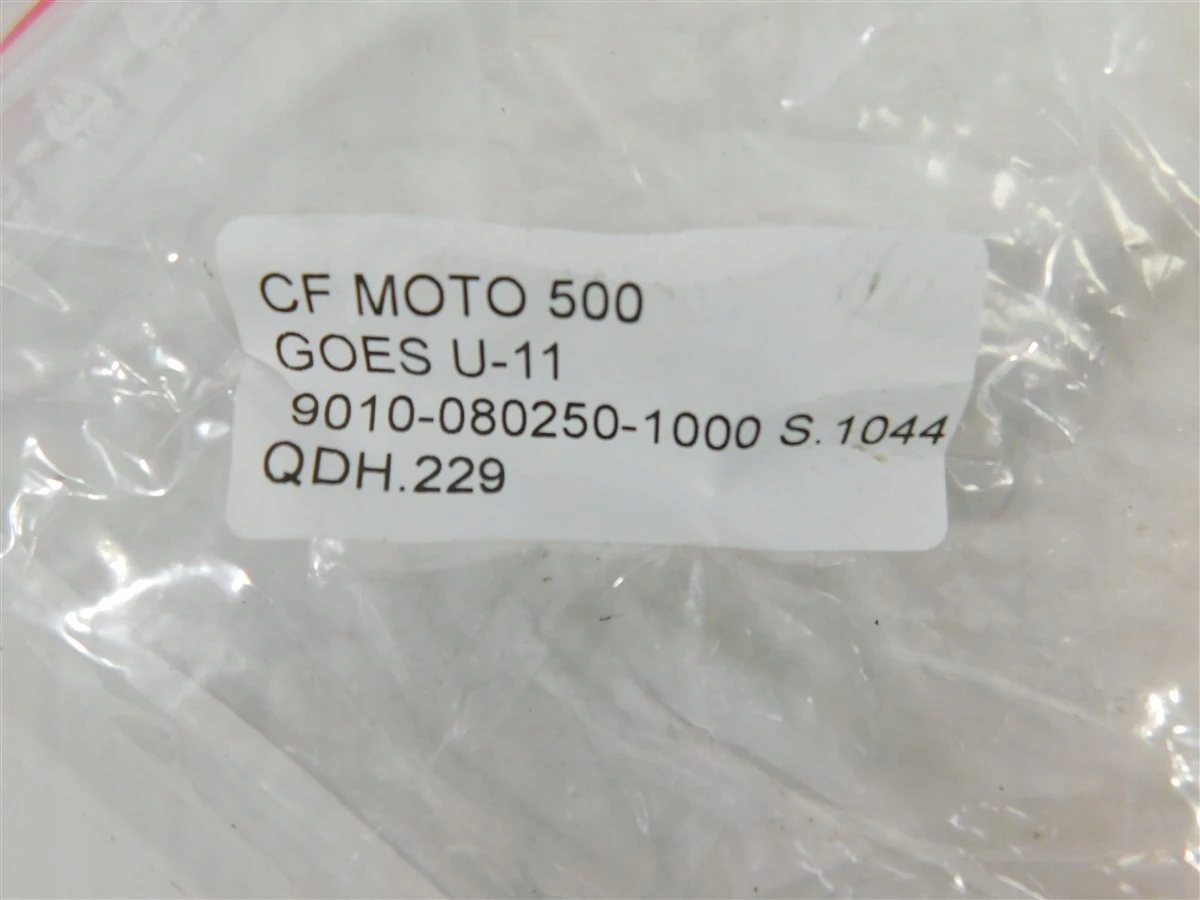 CF MOTO 500
GOES U-11
9010-080250-1000 S.1044
QDH.229